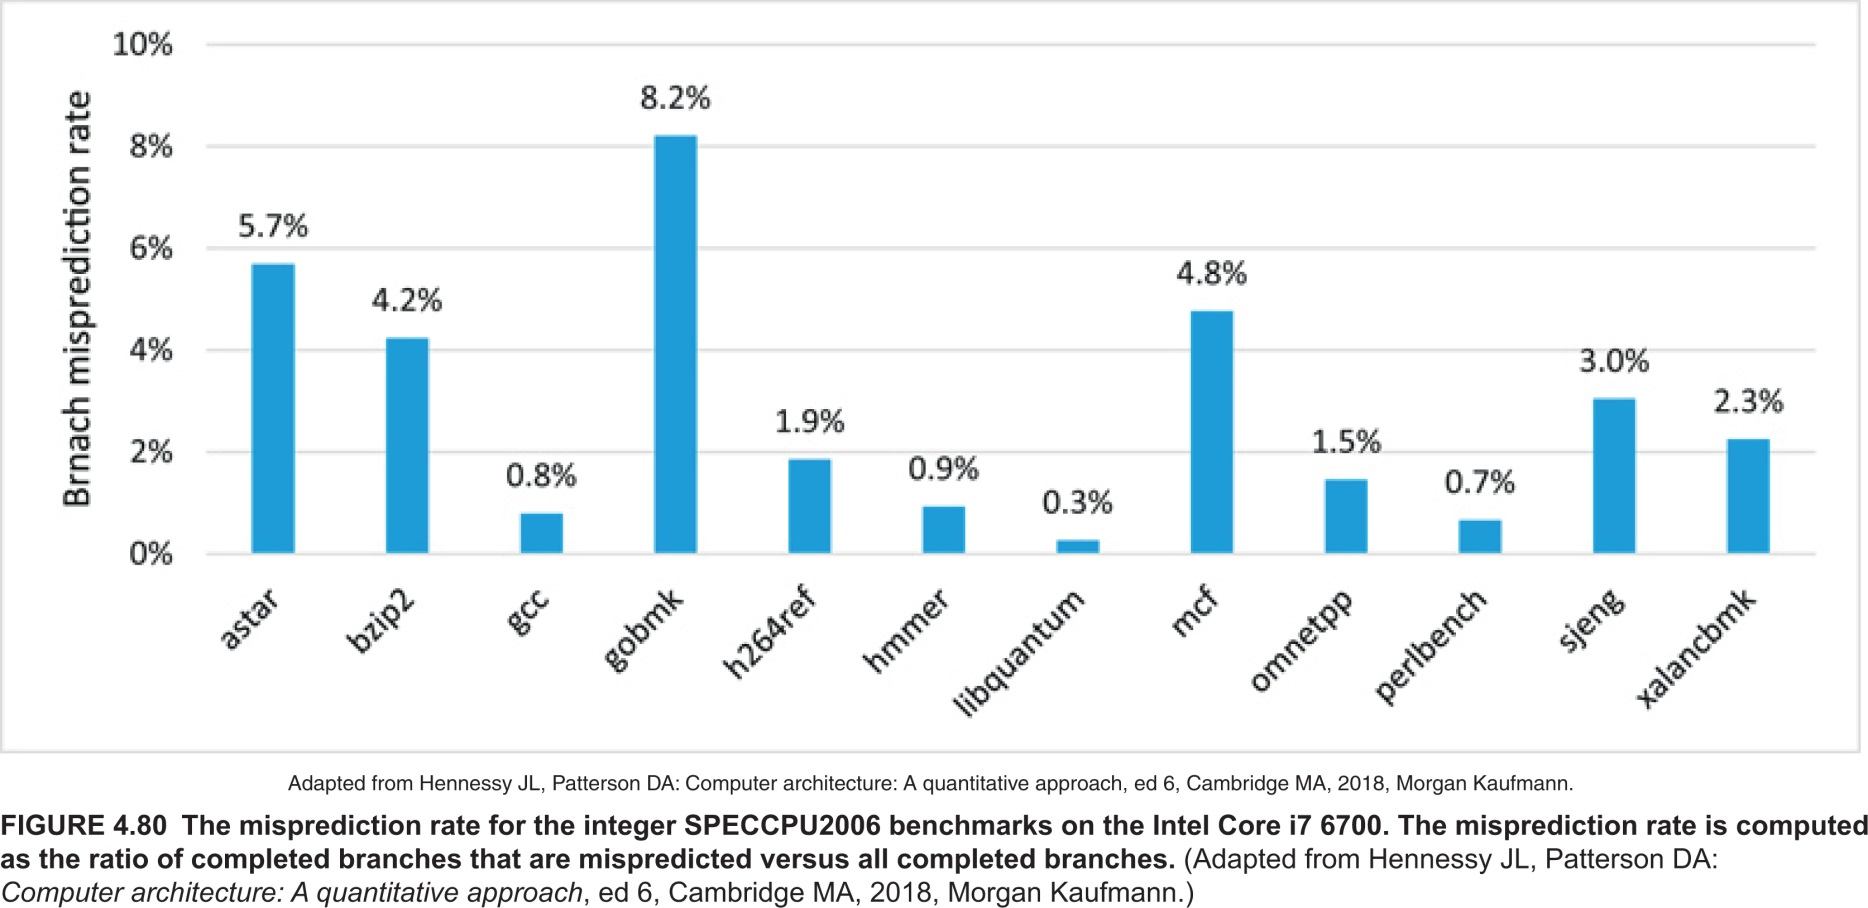 10%
8%
6%
4%
2%
0%
Brnach misprediction rate
5.7%
4.2%
0.8%
8.2%
1.9%
0.9%
0.3%
4.8%
1.5%
0.7%
3.0%
2.3%
astar
bzip2
gcc
gobmk
h264ref
hmmer
libquantum
mcf
omnetpp
perlbench
sjeng
xalancbmk
Adapted from Hennessy JL, Patterson DA: Computer architecture: A quantitative approach, ed 6, Cambridge MA, 2018, Morgan Kaufmann.
FIGURE 4.80 The misprediction rate for the integer SPECCPU2006 benchmarks on the Intel Core i7 6700. The misprediction rate is computed
as the ratio of completed branches that are mispredicted versus all completed branches. (Adapted from Hennessy JL, Patterson DA:
Computer architecture: A quantitative approach, ed 6, Cambridge MA, 2018, Morgan Kaufmann.)